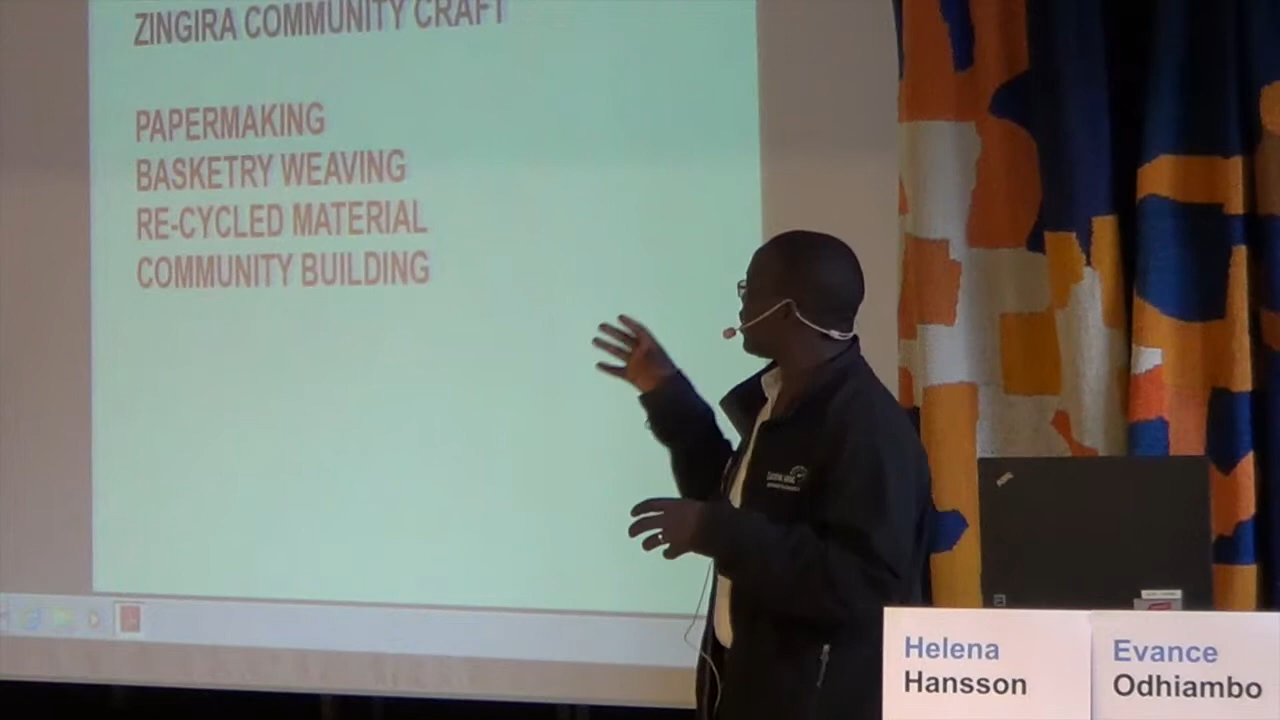 ZINGIRA COMMUNITY CRAFT
PAPERMAKING
BASKETRY WEAVING
RE-CYCLED MATERIAL
COMMUNITY BUILDING
Helena
Hansson
Evance
Odhiambo